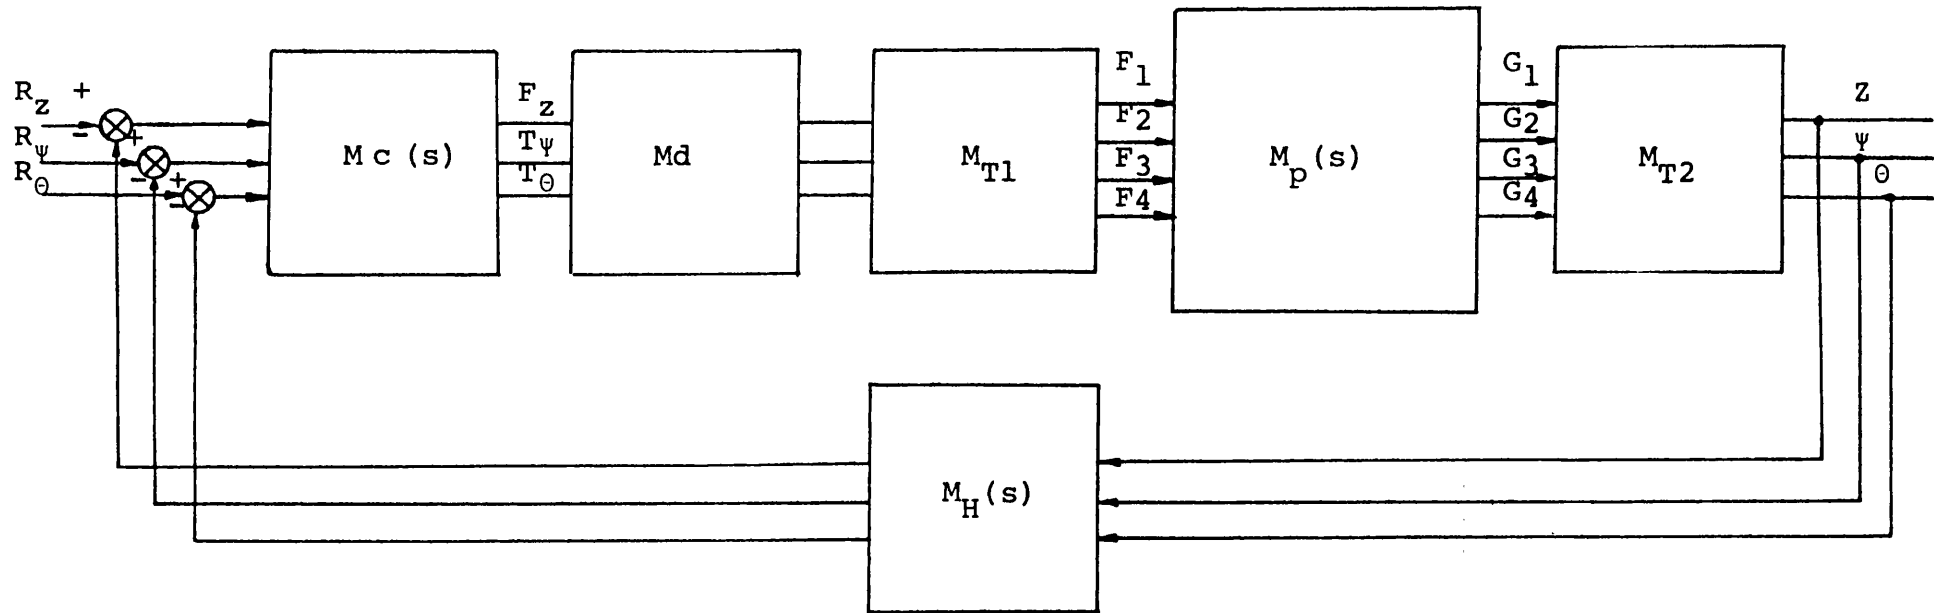 R_z +
-
R_ψ +
-
R_θ +
-
Mc(s)
F_z
T_ψ
T_θ
Md
M_T1
F_1
F_2
F_3
F_4
M_p(s)
G_1
G_2
G_3
G_4
M_T2
Z
Ψ
θ
M_H(s)